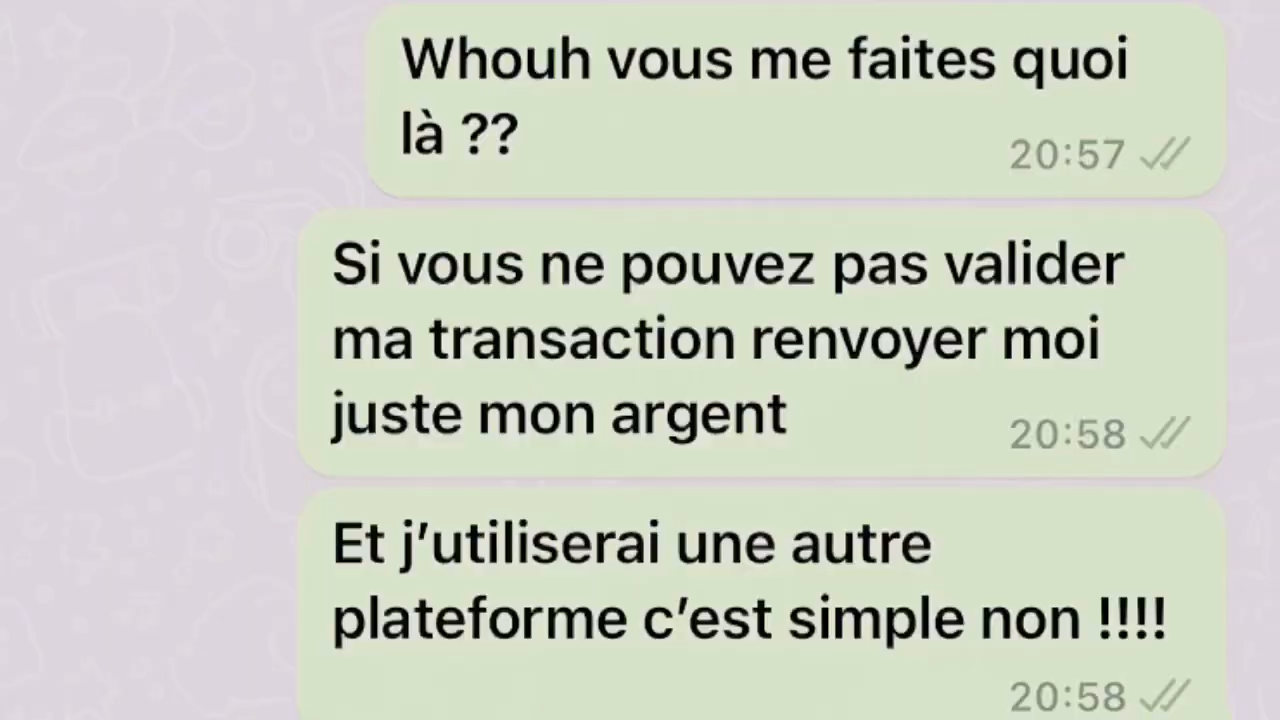 Whouh vous me faites quoi
là ??
20:57
Si vous ne pouvez pas valider
ma transaction renvoyer moi
juste mon argent
20:58
Et j’utiliserai une autre
plateforme c’est simple non !!!!
20:58